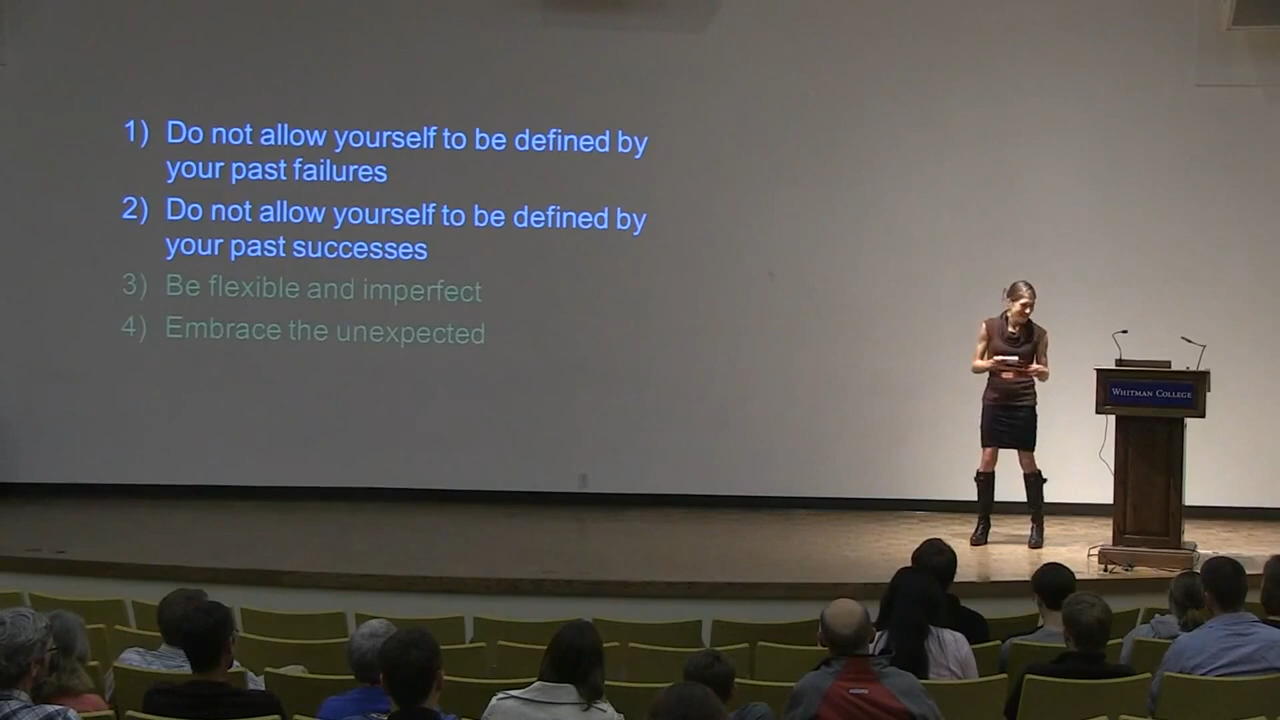 1) Do not allow yourself to be defined by
your past failures
2) Do not allow yourself to be defined by
your past successes
3) Be flexible and imperfect
4) Embrace the unexpected
WHITMAN COLLEGE